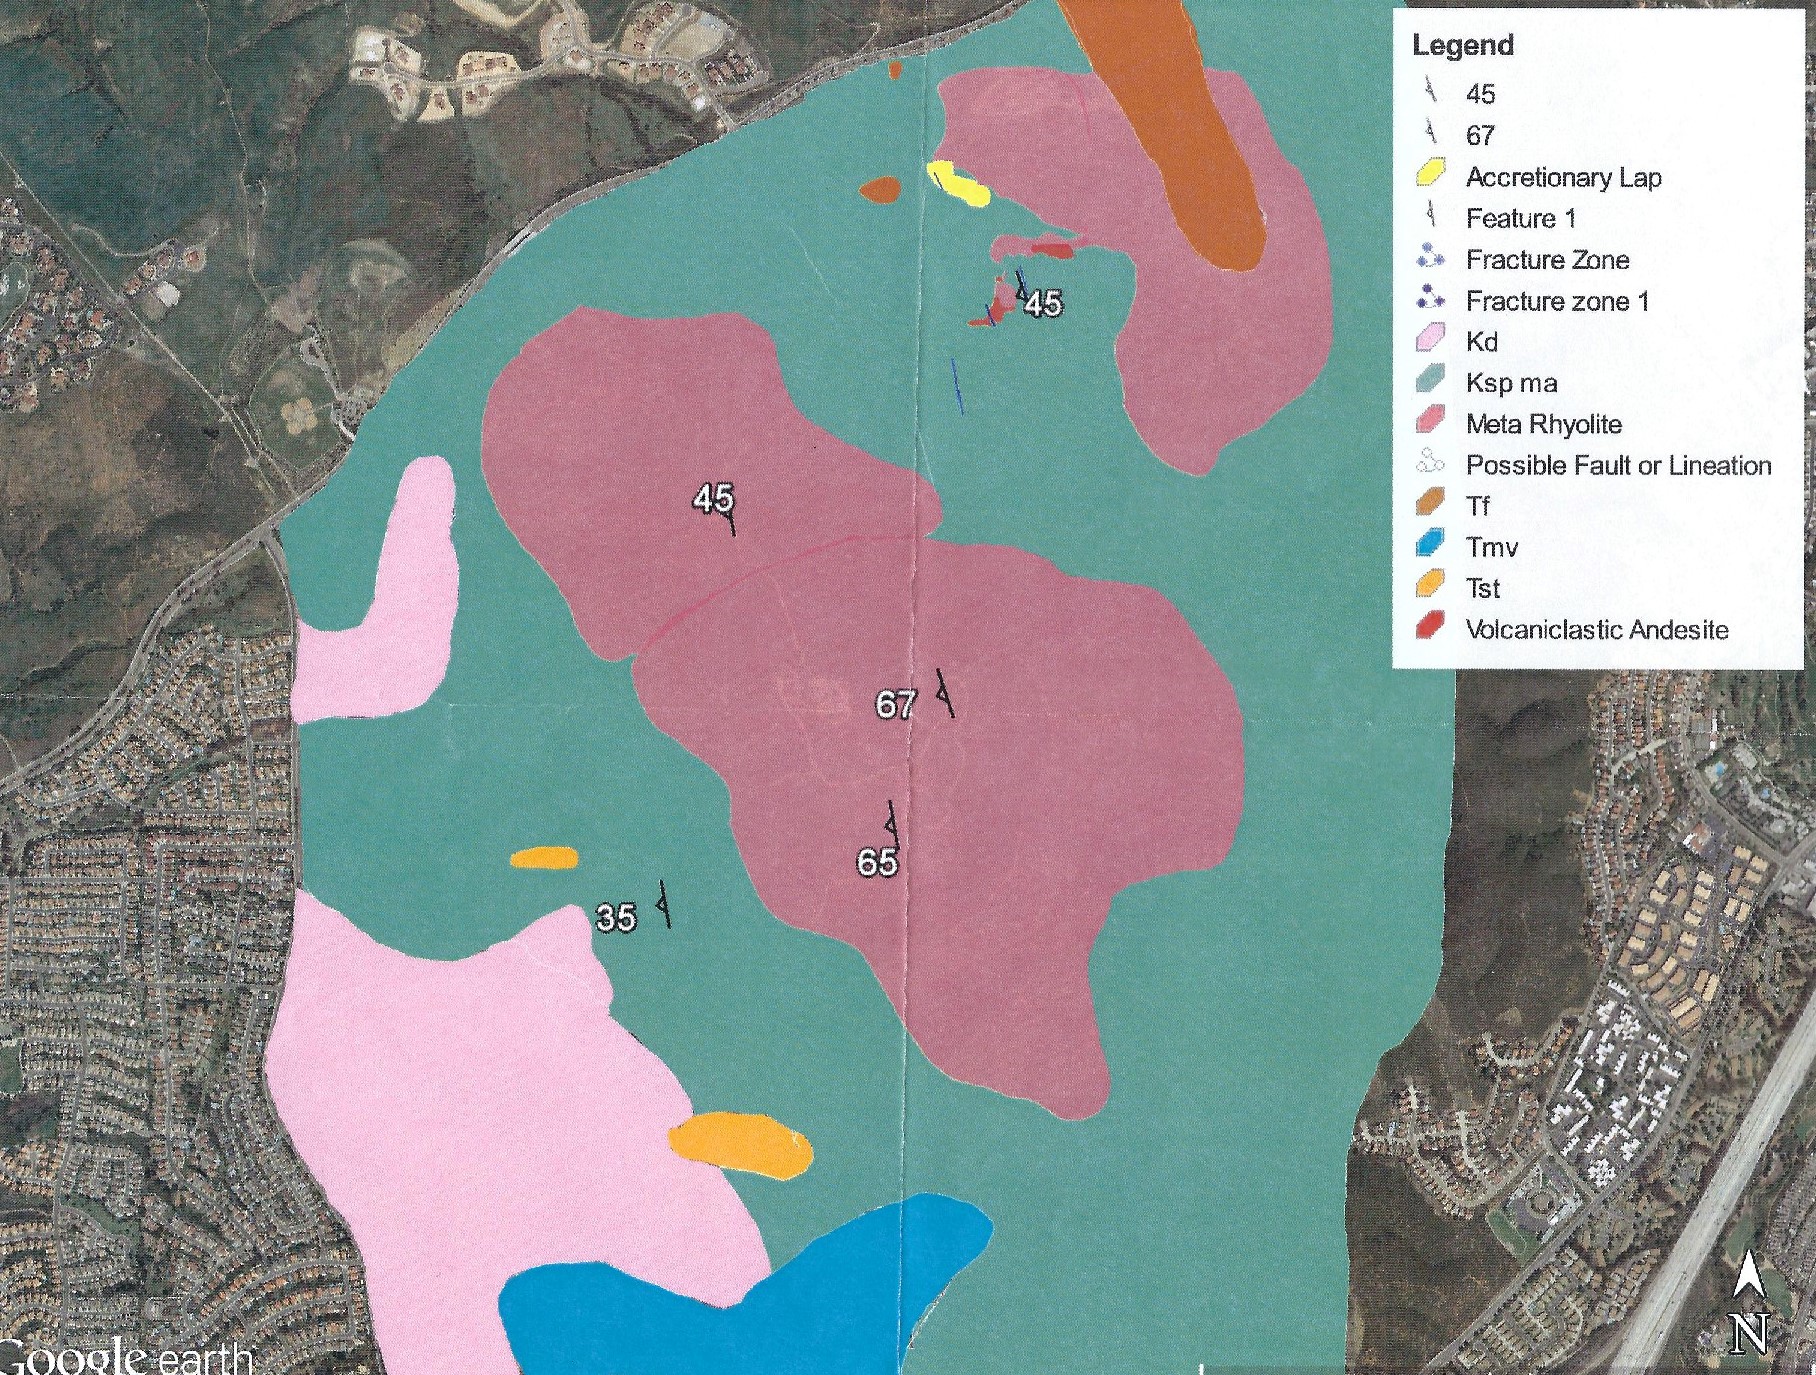 Legend
45
67
Accretionary Lap
Feature 1
Fracture Zone
Fracture zone 1
Kd
Ksp ma
Meta Rhyolite
Possible Fault or Lineation
Tf
Tmv
Tst
Volcaniclastic Andesite
45
45
67
65
35
N
Google earth